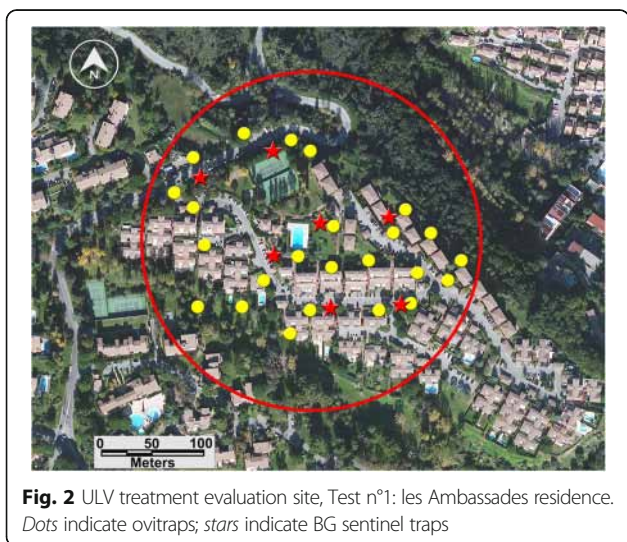 N
0 50 100
Meters
Fig. 2 ULV treatment evaluation site, Test n°1: les Ambassades residence.
Dots indicate ovitraps; stars indicate BG sentinel traps